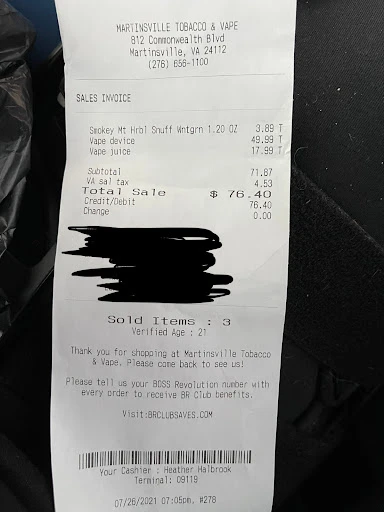 MARTINSVILLE TOBACCO & VAPE
812 Commonwealth Blvd
Martinsville, VA 24112
(276) 656-1100
SALES INVOICE
Smokey Mt Hrbl Snuff Wntgrn 1.20 OZ 3.89 T
Vape device 49.99 T
Vape juice 17.99 T
Subtotal 71.87
VA sal tax 4.53
Total Sale $ 76.40
Credit/Debit 76.40
Change 0.00
Sold Items : 3
Verified Age : 21
Thank you for shopping at Martinsville Tobacco
& Vape. Please come back to see us!
Please tell us your BOSS Revolution number with
every order to receive BR Club benefits.
Visit:BRCLUBSAVES.COM
Your Cashier : Heather Halbrook
Terminal: 09119
07/26/2021 07:05pm, #278